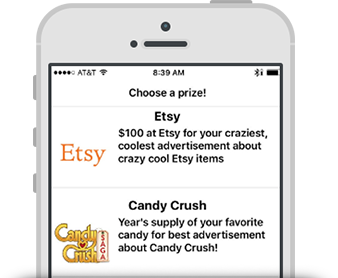 AT&T 8:39 AM
Choose a prize!
Etsy
$100 at Etsy for your craziest,
coolest advertisement about
crazy cool Etsy items
Etsy
Candy Crush
Year's supply of your favorite
candy for best advertisement
about Candy Crush!
Candy
Crush
SAGA